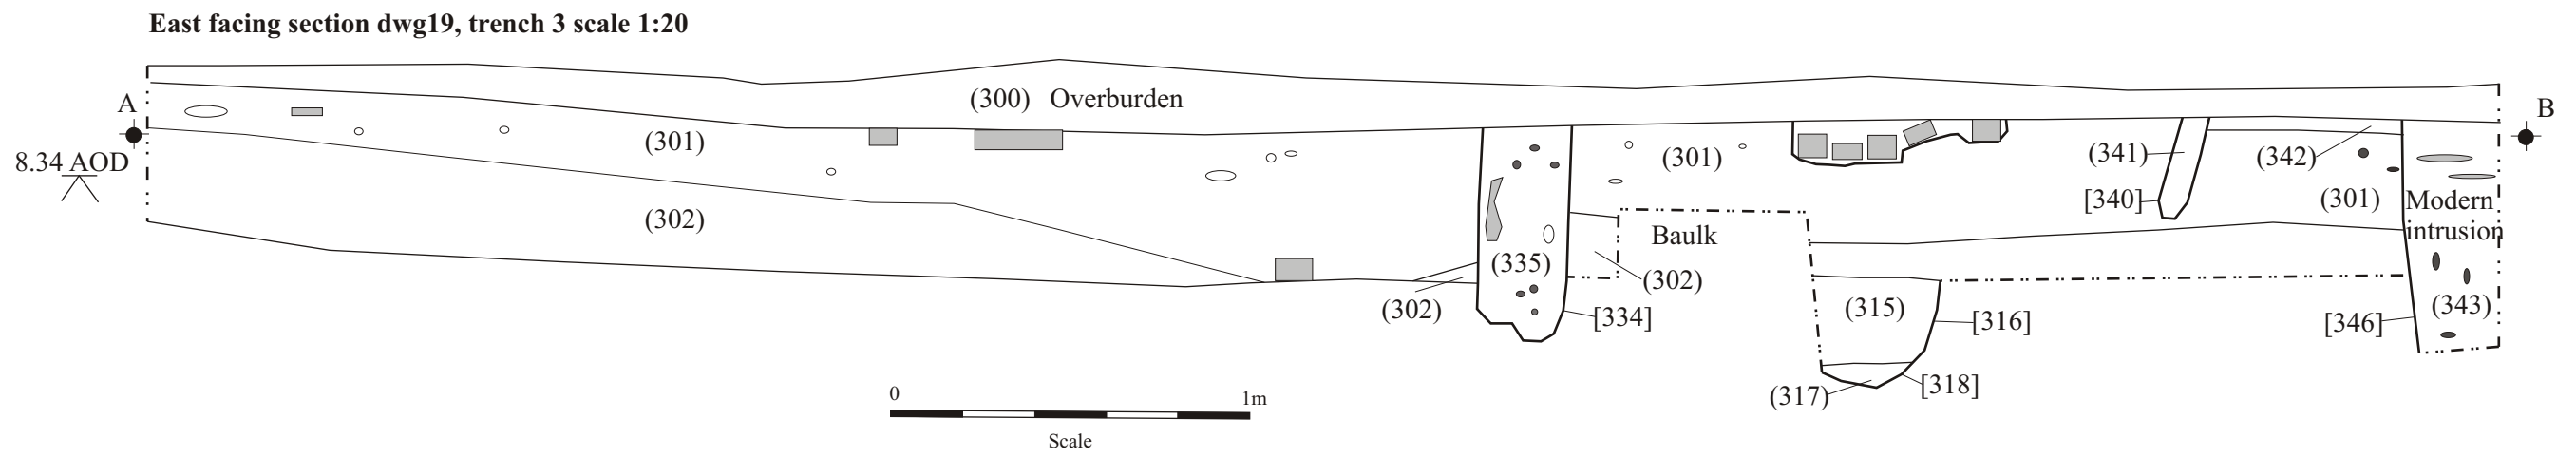 East facing section dwg19, trench 3 scale 1:20
A
B
(300) Overburden
8.34 AOD
(301)
(301)
(341)
(342)
[340]
(301)
Modern
intrusion
(302)
Baulk
(335)
(302)
(302)
[334]
(315)
[316]
[346]
(343)
(317)
[318]
0
1m
Scale